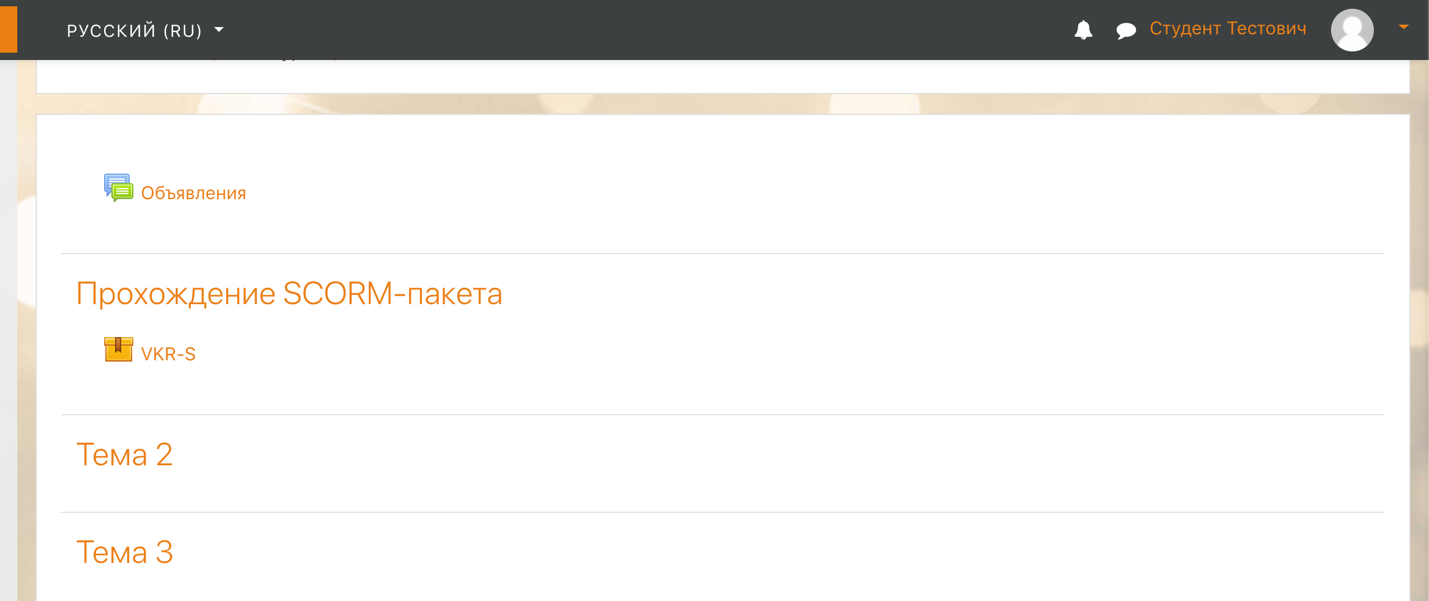 РУССКИЙ (RU)
Студент Тестович
Объявления
Прохождение SCORM-пакета
VKR-S
Тема 2
Тема 3